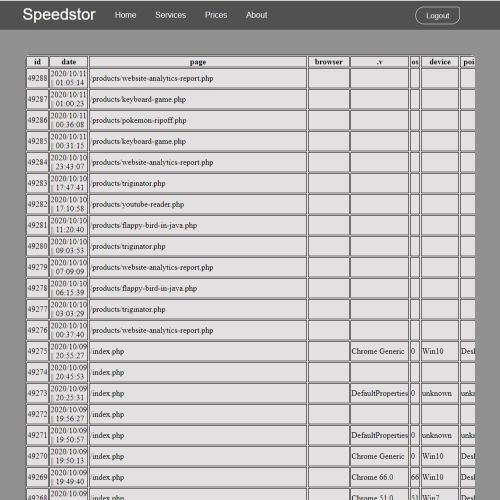 Speedstor Home Services Prices About Logout
id date page browser .v os device poi
49288 2020/10/11 || 01:05:14 /products/website-analytics-report.php
49287 2020/10/11 || 01:00:23 /products/keyboard-game.php
49286 2020/10/11 || 00:36:08 /products/pokemon-ripoff.php
49285 2020/10/11 || 00:31:15 /products/keyboard-game.php
49284 2020/10/10 || 23:43:07 /products/website-analytics-report.php
49283 2020/10/10 || 17:47:41 /products/triginator.php
49282 2020/10/10 || 17:10:58 /products/youtube-reader.php
49281 2020/10/10 || 11:20:40 /products/flappy-bird-in-java.php
49280 2020/10/10 || 09:03:53 /products/triginator.php
49279 2020/10/10 || 07:09:09 /products/website-analytics-report.php
49278 2020/10/10 || 06:15:39 /products/flappy-bird-in-java.php
49277 2020/10/10 || 03:03:29 /products/triginator.php
49276 2020/10/10 || 00:37:40 /products/website-analytics-report.php
49275 2020/10/09 || 20:55:27 /index.php Chrome Generic 0 Win10 Desk
49274 2020/10/09 || 20:45:53 /index.php
49273 2020/10/09 || 20:25:31 /index.php DefaultProperties 0 unknown unk
49272 2020/10/09 || 19:56:27 /index.php
49271 2020/10/09 || 19:50:57 /index.php DefaultProperties 0 unknown unk
49270 2020/10/09 || 19:50:13 /index.php Chrome Generic 0 Win10 Desk
49269 2020/10/09 || 19:49:40 /index.php Chrome 66.0 66 Win10 Desk
49268 2020/10/09 /index.php Chrome 51.0 51 Win7 Desk